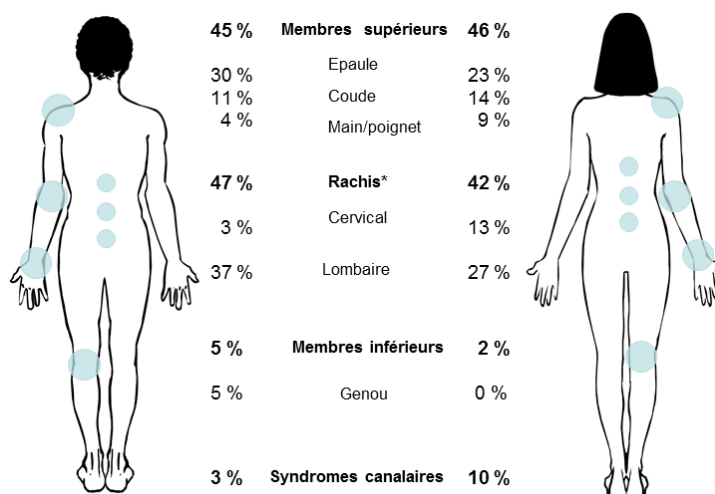 45 % Membres supérieurs 46 %
30 % Epaule 23 %
11 % Coude 14 %
4 % Main/poignet 9 %
47 % Rachis* 42 %
3 % Cervical 13 %
37 % Lombaire 27 %
5 % Membres inférieurs 2 %
5 % Genou 0 %
3 % Syndromes canalaires 10 %